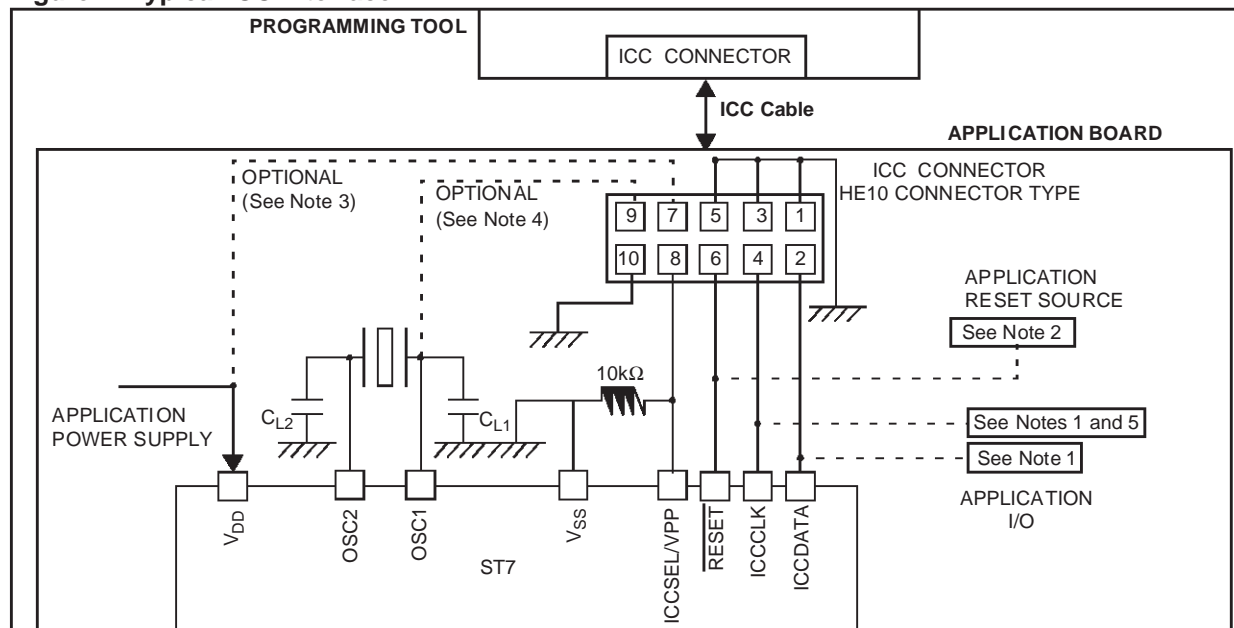 PROGRAMMING TOOL
ICC CONNECTOR
ICC Cable
APPLICATION BOARD
OPTIONAL
(See Note 3)
OPTIONAL
(See Note 4)
ICC CONNECTOR
HE10 CONNECTOR TYPE
9 7 5 3 1
10 8 6 4 2
APPLICATION
RESET SOURCE
See Note 2
10kΩ
CL2
CL1
APPLICATION
POWER SUPPLY
See Notes 1 and 5
See Note 1
APPLICATION
I/O
VDD
OSC2
OSC1
VSS
ICCSEL/VPP
RESET
ICCCLK
ICCDATA
ST7